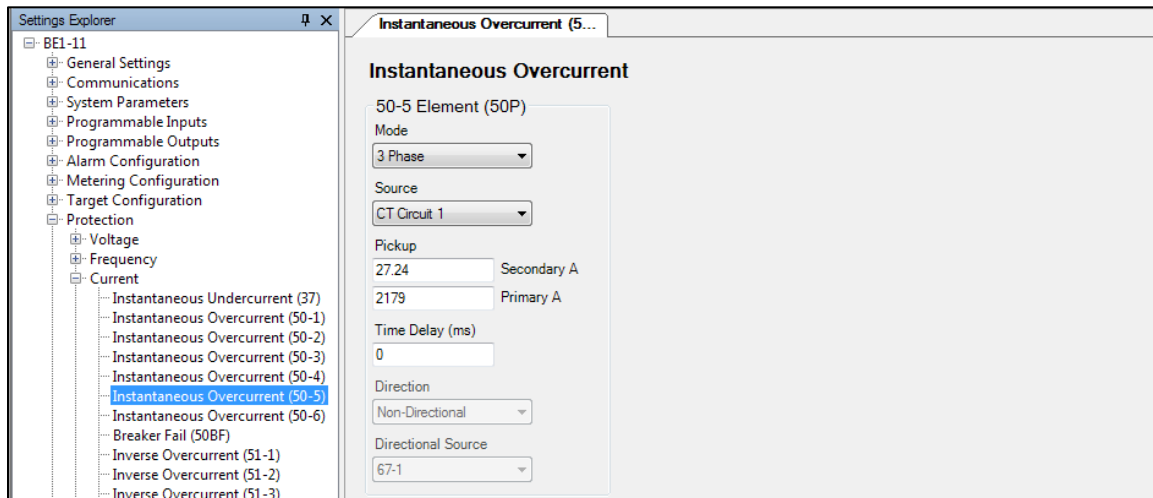 Settings Explorer
BE1-11
General Settings
Communications
System Parameters
Programmable Inputs
Programmable Outputs
Alarm Configuration
Metering Configuration
Target Configuration
Protection
Voltage
Frequency
Current
Instantaneous Undercurrent (37)
Instantaneous Overcurrent (50-1)
Instantaneous Overcurrent (50-2)
Instantaneous Overcurrent (50-3)
Instantaneous Overcurrent (50-4)
Instantaneous Overcurrent (50-5)
Instantaneous Overcurrent (50-6)
Breaker Fail (50BF)
Inverse Overcurrent (51-1)
Inverse Overcurrent (51-2)
Inverse Overcurrent (51-3)
Instantaneous Overcurrent (5...
Instantaneous Overcurrent
50-5 Element (50P)
Mode
3 Phase
Source
CT Circuit 1
Pickup
27.24 Secondary A
2179 Primary A
Time Delay (ms)
0
Direction
Non-Directional
Directional Source
67-1